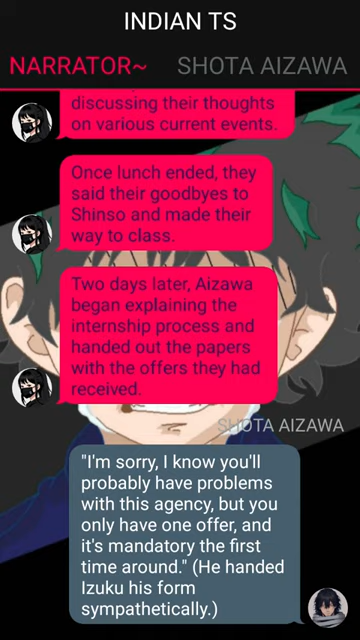 INDIAN TS
NARRATOR~ SHOTA AIZAWA
discussing their thoughts
on various current events.
Once lunch ended, they
said their goodbyes to
Shinso and made their
way to class.
Two days later, Aizawa
began explaining the
internship process and
handed out the papers
with the offers they had
received.
SHOTA AIZAWA
"I'm sorry, I know you'll
probably have problems
with this agency, but you
only have one offer, and
it's mandatory the first
time around." (He handed
Izuku his form
sympathetically.)